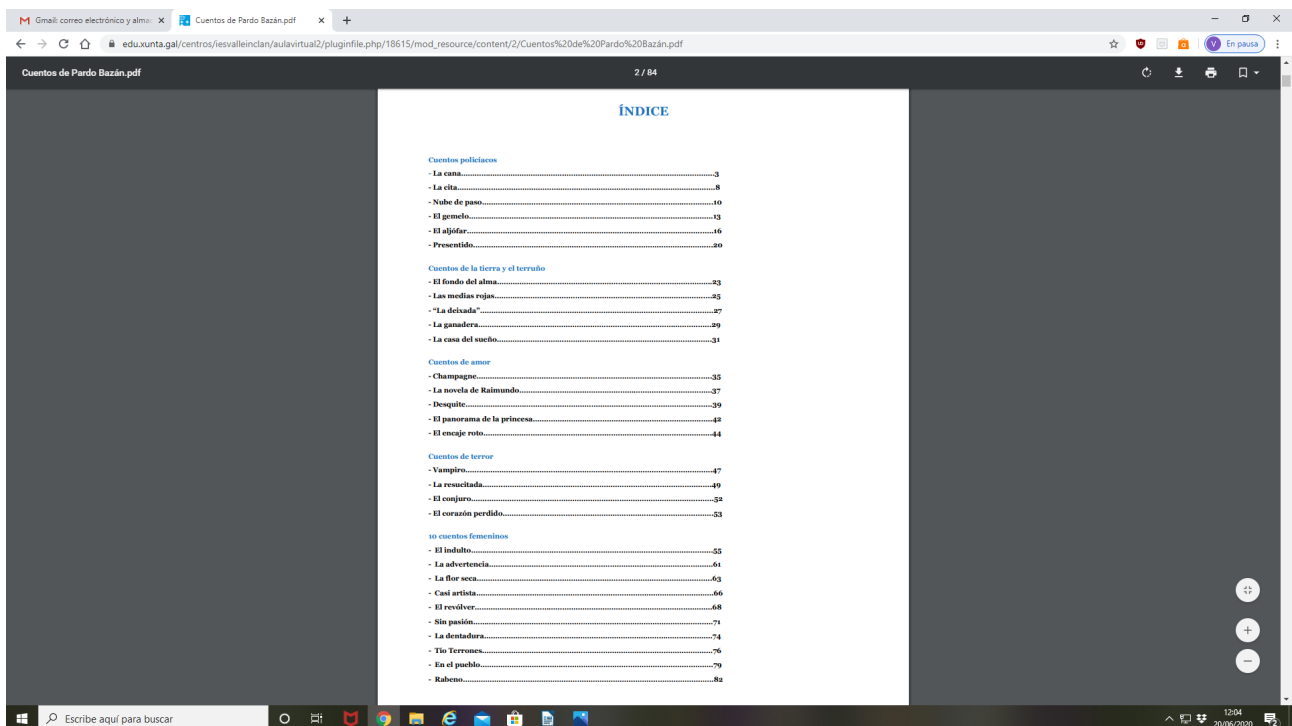 Gmail: correo electrónico y alma
Cuentos de Pardo Bazán.pdf
edu.xunta.gal/centros/iesvalleinclan/aulavirtual2/pluginfile.php/18615/mod_resource/content/2/Cuentos%20de%20Pardo%20Bazán.pdf
V En pausa
Cuentos de Pardo Bazán.pdf
2 / 84
ÍNDICE
Cuentos policiacos
- La cana...3
- La cita...8
- Nube de paso...10
- El gemelo...13
- El aljófar...16
- Presentido...20
Cuentos de la tierra y el terruño
- El fondo del alma...23
- Las medias rojas...25
- “La deixada”...27
- La ganadera...29
- La casa del sueño...31
Cuentos de amor
- Champagne...35
- La novela de Raimundo...37
- Desquite...39
- El panorama de la princesa...42
- El encaje roto...44
Cuentos de terror
- Vampiro...47
- La resucitada...49
- El conjuro...52
- El corazón perdido...53
10 cuentos femeninos
- El indulto...55
- La advertencia...61
- La flor seca...63
- Casi artista...66
- El revólver...68
- Sin pasión...71
- La dentadura...74
- Tío Terrones...76
- En el pueblo...79
- Rabeno...82
Escribe aquí para buscar
12:04
20/06/2020